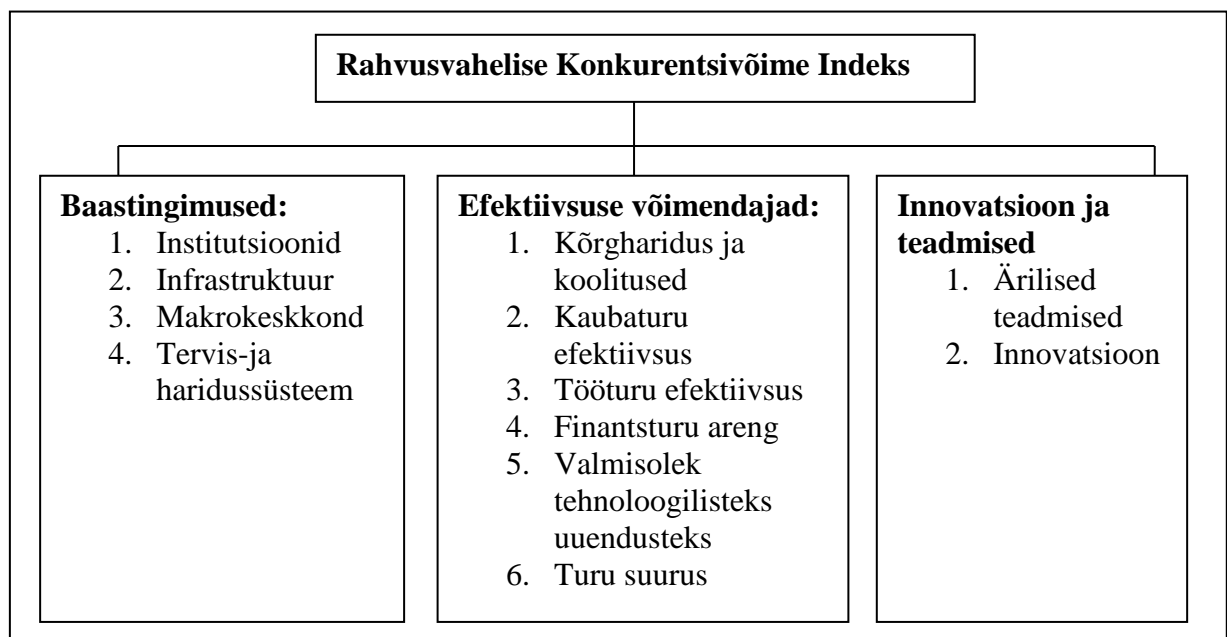 Rahvusvahelise Konkurentsivõime Indeks
Baastingimused:
1. Institutsioonid
2. Infrastruktuur
3. Makrokeskkond
4. Tervis-ja
haridussüsteem
Efektiivsuse võimendajad:
1. Kõrgharidus ja
koolitused
2. Kaubaturu
efektiivsus
3. Tööturu efektiivsus
4. Finantsturu areng
5. Valmisolek
tehnoloogilisteks
uuendusteks
6. Turu suurus
Innovatsioon ja
teadmised
1. Ärilised
teadmised
2. Innovatsioon